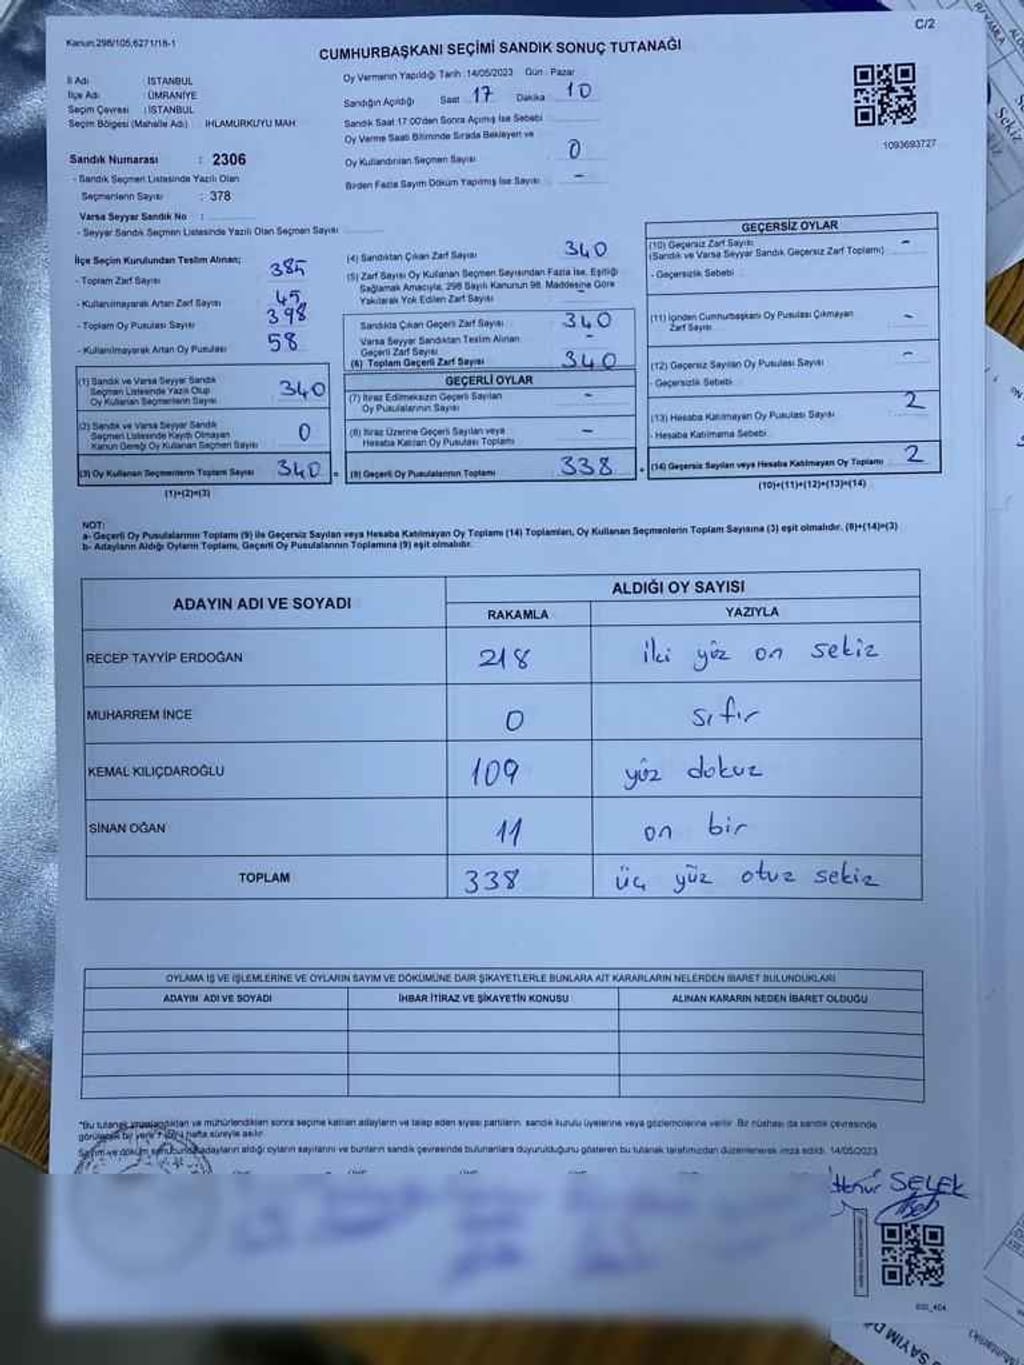 Kanun:298/105,6271/18-1
C/2
CUMHURBAŞKANI SEÇİMİ SANDIK SONUÇ TUTANAĞI
İl Adı : İSTANBUL
İlçe Adı : ÜMRANİYE
Seçim Çevresi : İSTANBUL
Seçim Bölgesi (Mahalle Adı) IHLAMURKUYU MAH.
Sandık Numarası : 2306
- Sandık Seçmen Listesinde Yazılı Olan
Seçmenlerin Sayısı : 378
Varsa Seyyar Sandık No :
- Seyyar Sandık Seçmen Listesinde Yazılı Olan Seçmen Sayısı
Oy Vermenin Yapıldığı Tarih :14/05/2023 Gün : Pazar
Sandığın Açıldığı Saat 17 Dakika 10
Sandık Saat 17:00'den Sonra Açılmış İse Sebebi
Oy Verme Saati Bitiminde Sırada Bekleyen ve
Oy Kullandırılan Seçmen Sayısı 0
Birden Fazla Sayım Döküm Yapılmış İse Sayısı -
1093693727
İlçe Seçim Kurulundan Teslim Alınan;
- Toplam Zarf Sayısı 385
- Kullanılmayarak Artan Zarf Sayısı 45
- Toplam Oy Pusulası Sayısı 398
- Kullanılmayarak Artan Oy Pusulası 58
(1) Sandık ve Varsa Seyyar Sandık
Seçmen Listesinde Yazılı Olup
Oy Kullanan Seçmenlerin Sayısı 340
(2) Sandık ve Varsa Seyyar Sandık
Seçmen Listesinde Kayıtlı Olmayan
Kanun Gereği Oy Kullanan Seçmen Sayısı 0
(3) Oy Kullanan Seçmenlerin Toplam Sayısı 340 =
(1)+(2)=(3)
(4) Sandıktan Çıkan Zarf Sayısı 340
(5) Zarf Sayısı Oy Kullanan Seçmen Sayısından Fazla İse, Eşitliği
Sağlamak Amacıyla, 298 Sayılı Kanunun 98. Maddesine Göre
Yakılarak Yok Edilen Zarf Sayısı
Sandıkta Çıkan Geçerli Zarf Sayısı 340
Varsa Seyyar Sandıktan Teslim Alınan
Geçerli Zarf Sayısı -
(6) Toplam Geçerli Zarf Sayısı 340
GEÇERLİ OYLAR
(7) İtiraz Edilmeksizin Geçerli Sayılan
Oy Pusulalarının Sayısı -
(8) İtiraz Üzerine Geçerli Sayılan veya
Hesaba Katılan Oy Pusulası Toplamı -
(9) Geçerli Oy Pusulalarının Toplamı 338 +
GEÇERSİZ OYLAR
(10) Geçersiz Zarf Sayısı -
(Sandık ve Varsa Seyyar Sandık Geçersiz Zarf Toplamı)
- Geçersizlik Sebebi
(11) İçinden Cumhurbaşkanı Oy Pusulası Çıkmayan
Zarf Sayısı -
(12) Geçersiz Sayılan Oy Pusulası Sayısı -
- Geçersizlik Sebebi
(13) Hesaba Katılmayan Oy Pusulası Sayısı 2
- Hesaba Katılmama Sebebi
(14) Geçersiz Sayılan veya Hesaba Katılmayan Oy Toplamı 2
(10)+(11)+(12)+(13)=(14)
NOT:
a- Geçerli Oy Pusulalarının Toplamı (9) ile Geçersiz Sayılan veya Hesaba Katılmayan Oy Toplamı (14) Toplamları, Oy Kullanan Seçmenlerin Toplam Sayısına (3) eşit olmalıdır. (9)+(14)=(3)
b- Adayların Aldığı Oyların Toplamı, Geçerli Oy Pusulalarının Toplamına (9) eşit olmalıdır.
ADAYIN ADI VE SOYADI
ALDIĞI OY SAYISI
RAKAMLA YAZIYLA
RECEP TAYYİP ERDOĞAN 218 iki yüz on sekiz
MUHARREM İNCE 0 sıfır
KEMAL KILIÇDAROĞLU 109 yüz dokuz
SİNAN OĞAN 11 on bir
TOPLAM 338 üç yüz otuz sekiz
OYLAMA İŞ VE İŞLEMLERİNE VE OYLARIN SAYIM VE DÖKÜMÜNE DAİR ŞİKAYETLERLE BUNLARA AİT KARARLARIN NELERDEN İBARET BULUNDUKLARI
ADAYIN ADI VE SOYADI İHBAR İTİRAZ VE ŞİKAYETİN KONUSU ALINAN KARARIN NEDEN İBARET OLDUĞU
*Bu tutanak imzalandıktan ve mühürlendikten sonra seçime katılan adayların ve talep eden siyasi partilerin, sandık kurulu üyelerine veya gözlemcilerine verilir. Bir nüshası da sandık çevresinde
görülecek bir yere 1 (bir) hafta süreyle asılır.
Sayım ve döküm sonucunda adayların aldığı oyların sayılarını ve bunların sandık çevresinde bulunanlara duyurulduğunu gösteren bu tutanak tarafımızdan düzenlenerek imza edildi. 14/05/2023
SELEK
SAYIM